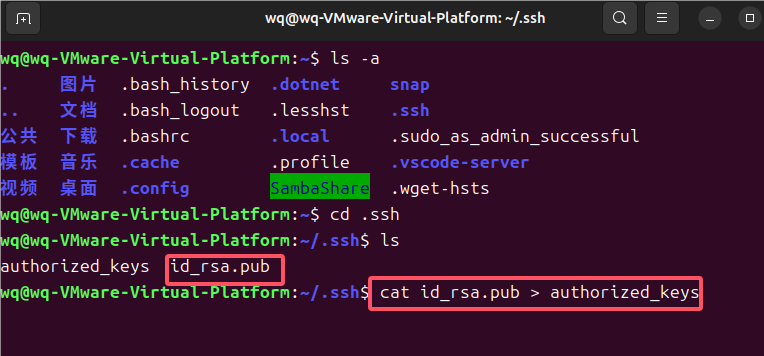 wq@wq-VMware-Virtual-Platform: ~/.ssh
wq@wq-VMware-Virtual-Platform:~$ ls -a
. 图片 .bash_history .dotnet snap
.. 文档 .bash_logout .lesshst .ssh
公共 下载 .bashrc .local .sudo_as_admin_successful
模板 音乐 .cache .profile .vscode-server
视频 桌面 .config SambaShare .wget-hsts
wq@wq-VMware-Virtual-Platform:~$ cd .ssh
wq@wq-VMware-Virtual-Platform:~/.ssh$ ls
authorized_keys id_rsa.pub
wq@wq-VMware-Virtual-Platform:~/.ssh$ cat id_rsa.pub > authorized_keys